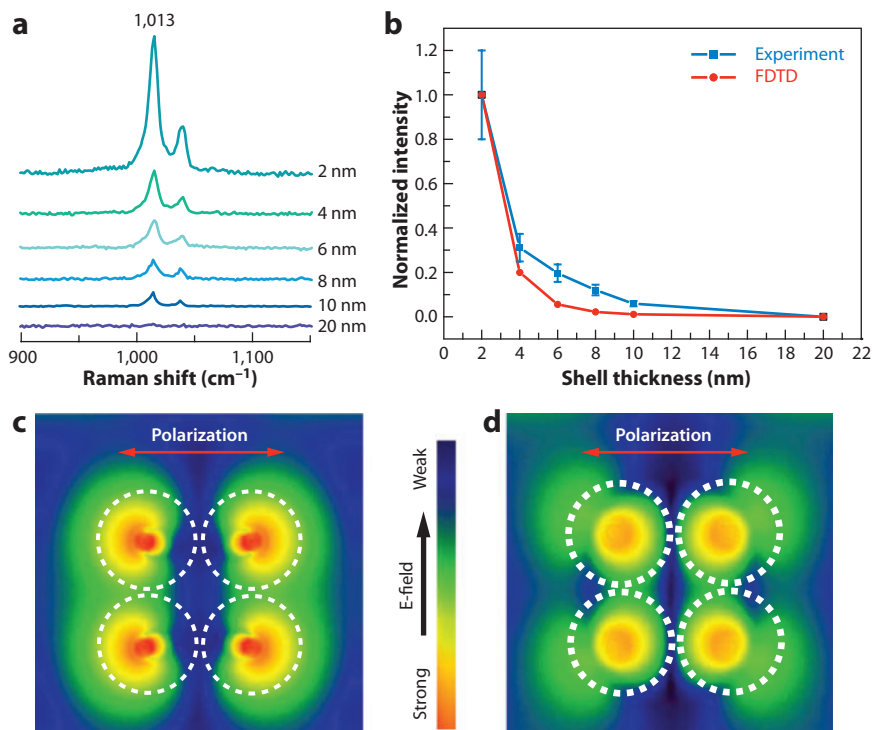 a
1,013
2 nm
4 nm
6 nm
8 nm
10 nm
20 nm
900
1,000
1,100
Raman shift (cm⁻¹)
b
Normalized intensity
1.2
1.0
0.8
0.6
0.4
0.2
0.0
Experiment
FDTD
0 2 4 6 8 10 12 14 16 18 20 22
Shell thickness (nm)
c
Polarization
Weak
E-field
Strong
d
Polarization